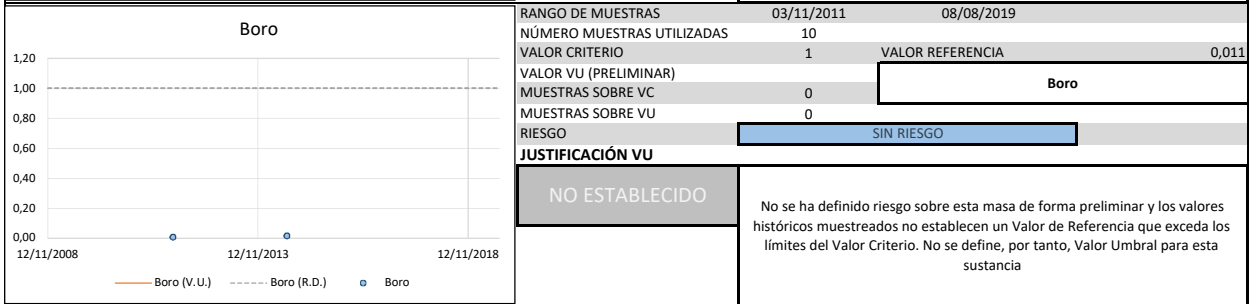 Boro
1,20
1,00
0,80
0,60
0,40
0,20
0,00
12/11/2008 12/11/2013 12/11/2018
Boro (V.U.) Boro (R.D.) Boro
RANGO DE MUESTRAS 03/11/2011 08/08/2019
NÚMERO MUESTRAS UTILIZADAS 10
VALOR CRITERIO 1 VALOR REFERENCIA 0,011
VALOR VU (PRELIMINAR)
Boro
MUESTRAS SOBRE VC 0
MUESTRAS SOBRE VU 0
RIESGO SIN RIESGO
JUSTIFICACIÓN VU
NO ESTABLECIDO
No se ha definido riesgo sobre esta masa de forma preliminar y los valores
históricos muestreados no establecen un Valor de Referencia que exceda los
límites del Valor Criterio. No se define, por tanto, Valor Umbral para esta
sustancia